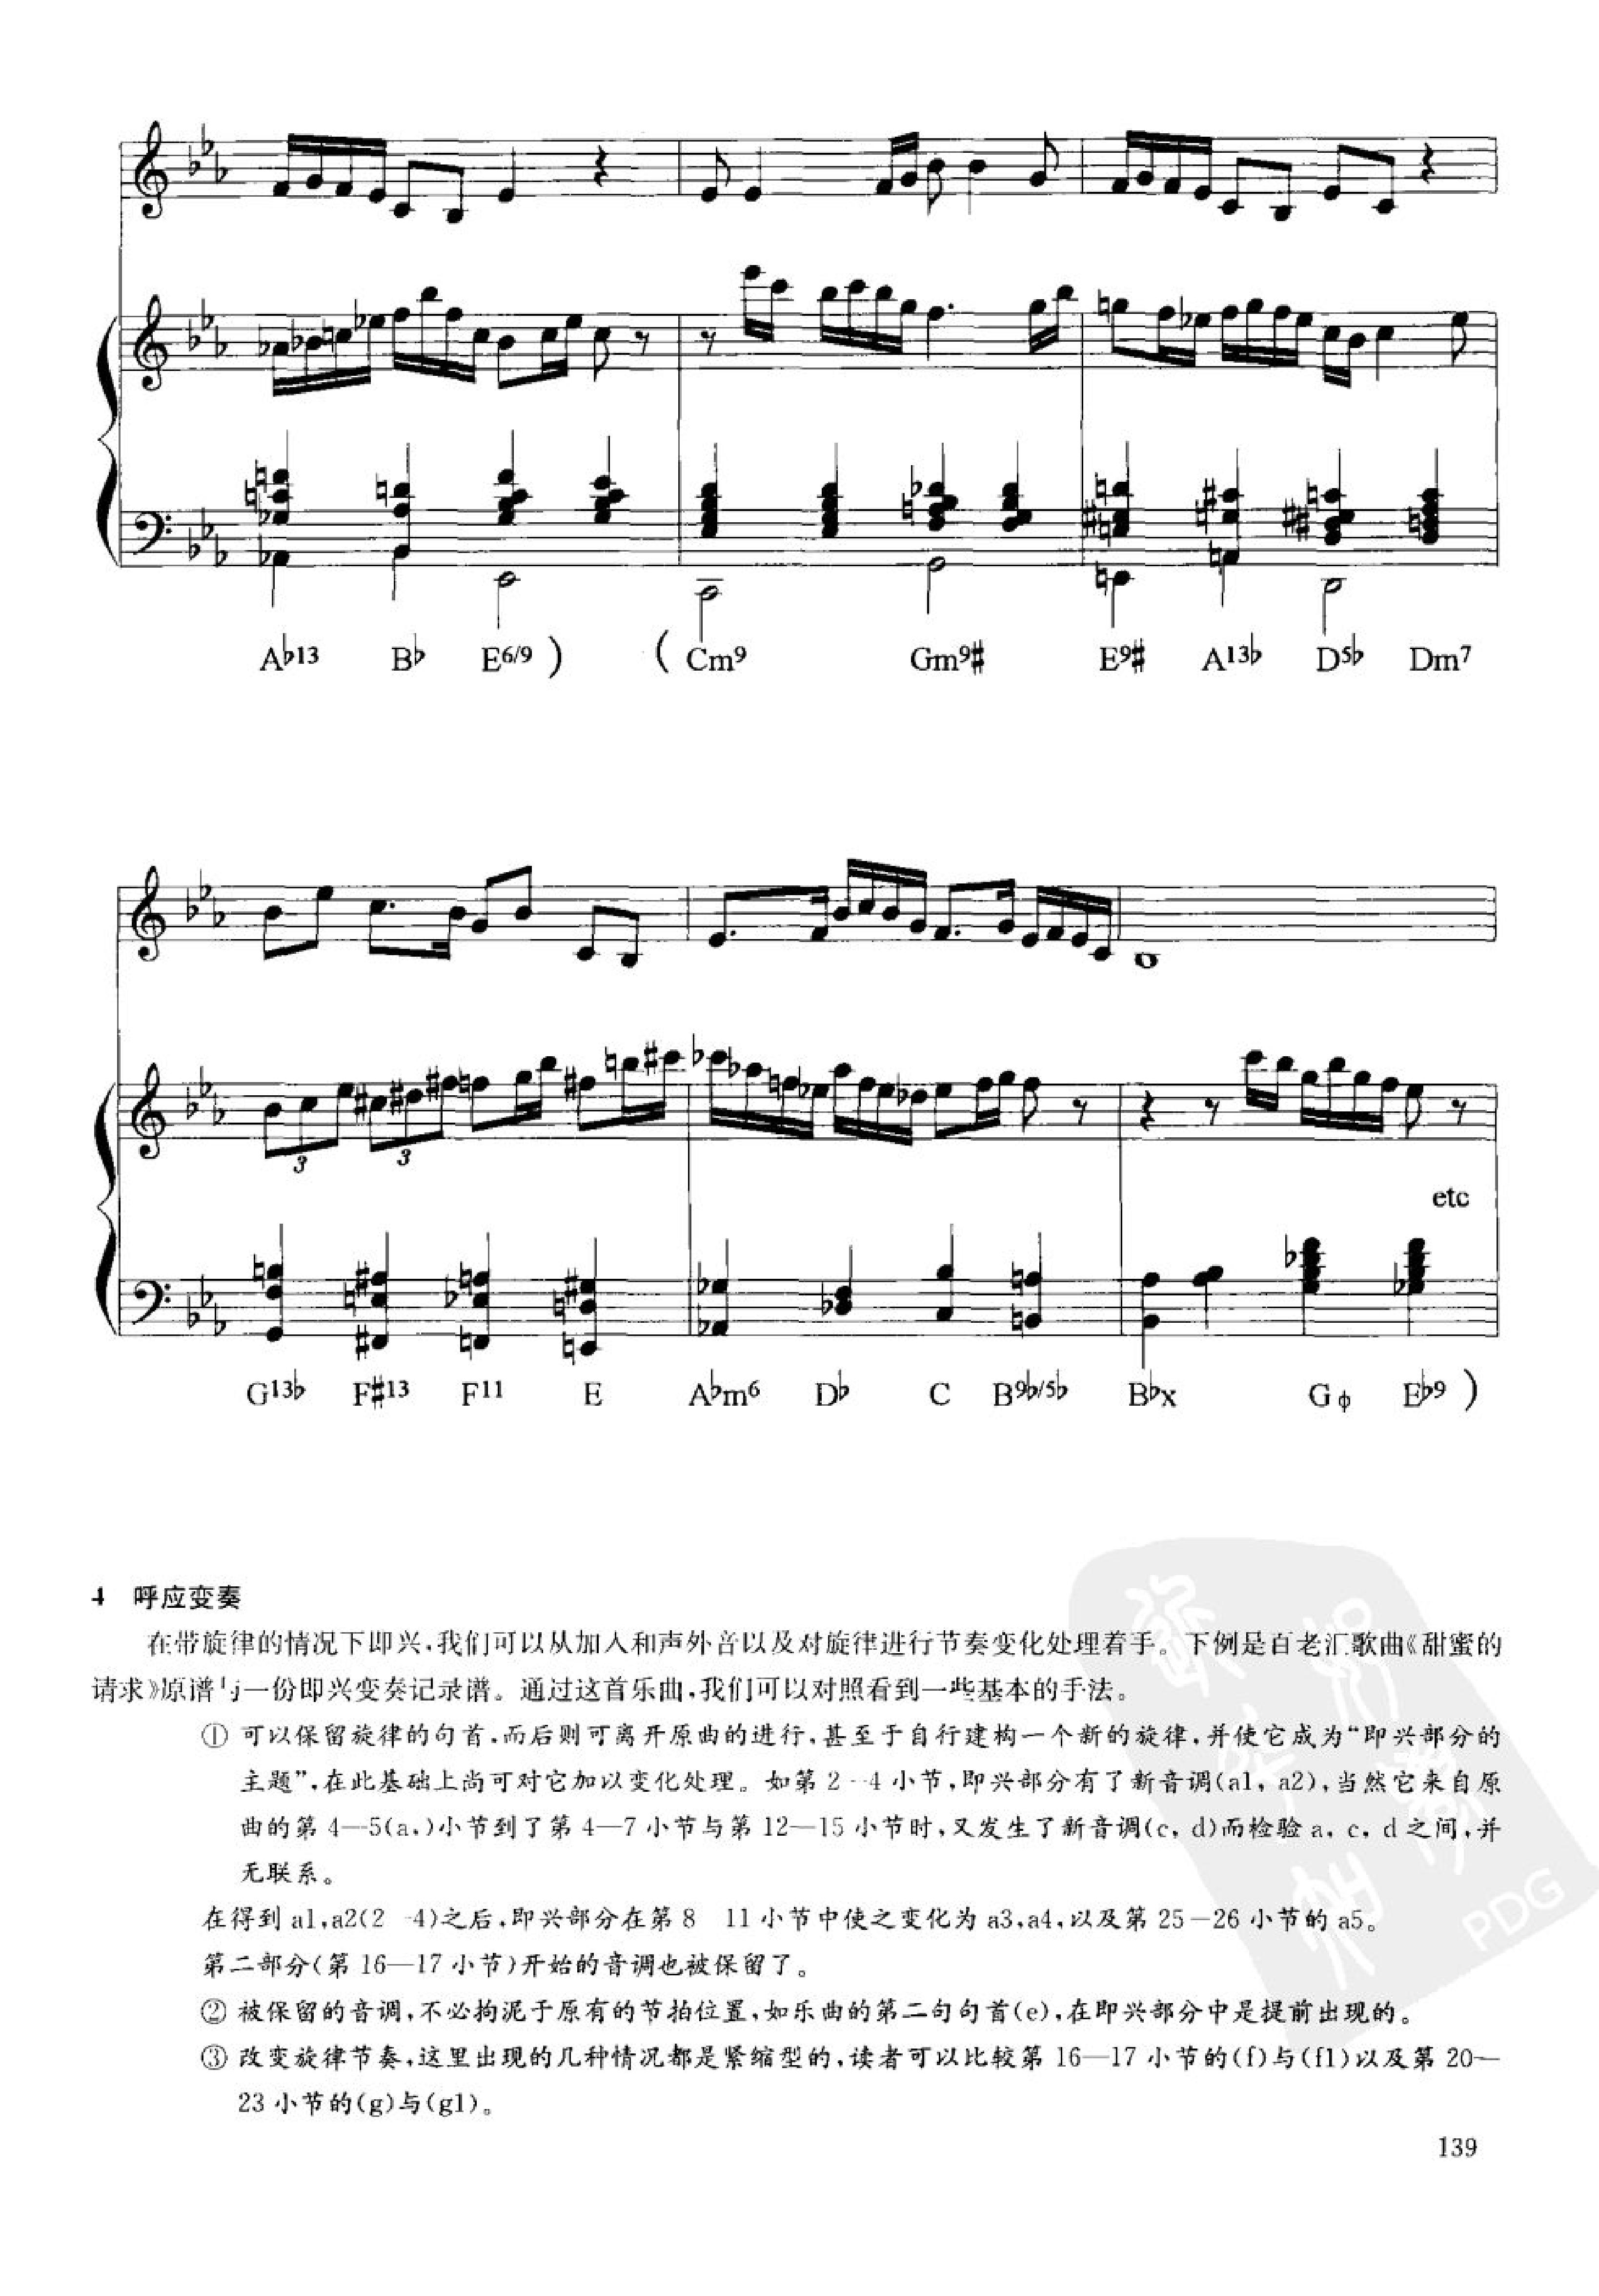 A♭13 B♭ E6/9 ) ( Cm9 Gm9♯ E9♯ A13♭ D5♭ Dm7
3 3
etc
G13♭ F♯13 F11 E A♭m6 D♭ C B9♭/5♭ B♭x Gϕ E♭9 )
4 呼应变奏
在带旋律的情况下即兴,我们可以从加入和声外音以及对旋律进行节奏变化处理着手。下例是百老汇歌曲《甜蜜的
请求》原谱与一份即兴变奏记录谱。通过这首乐曲,我们可以对照看到一些基本的手法。
① 可以保留旋律的句首,而后则可离开原曲的进行,甚至于自行建构一个新的旋律,并使它成为“即兴部分的
主题”,在此基础上尚可对它加以变化处理。如第 2—4 小节,即兴部分有了新音调(a1, a2),当然它来自原
曲的第 4—5(a,)小节到了第 4—7 小节与第 12—15 小节时,又发生了新音调(c, d)而检验 a, c, d 之间,并
无联系。
在得到 a1,a2(2-4)之后,即兴部分在第 8 11 小节中使之变化为 a3,a4,以及第 25—26 小节的 a5。
第二部分(第 16—17 小节)开始的音调也被保留了。
② 被保留的音调,不必拘泥于原有的节拍位置,如乐曲的第二句句首(e),在即兴部分中是提前出现的。
③ 改变旋律节奏,这里出现的几种情况都是紧缩型的,读者可以比较第 16—17 小节的(f)与(f1)以及第 20—
23 小节的(g)与(g1)。
PDG
139